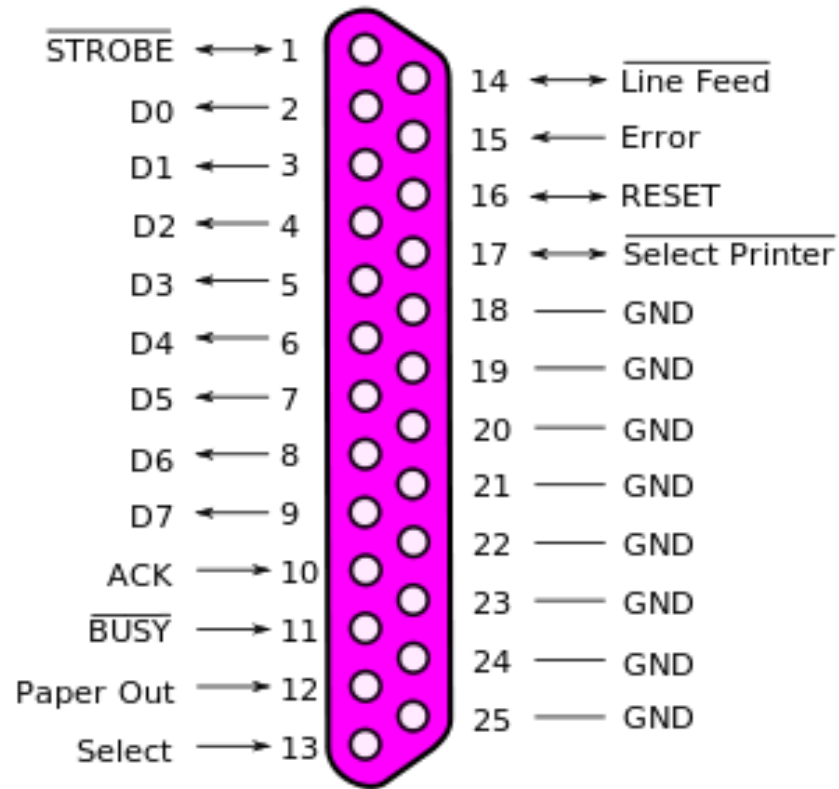 STROBE 1
D0 2
D1 3
D2 4
D3 5
D4 6
D5 7
D6 8
D7 9
ACK 10
BUSY 11
Paper Out 12
Select 13
14 Line Feed
15 Error
16 RESET
17 Select Printer
18 GND
19 GND
20 GND
21 GND
22 GND
23 GND
24 GND
25 GND